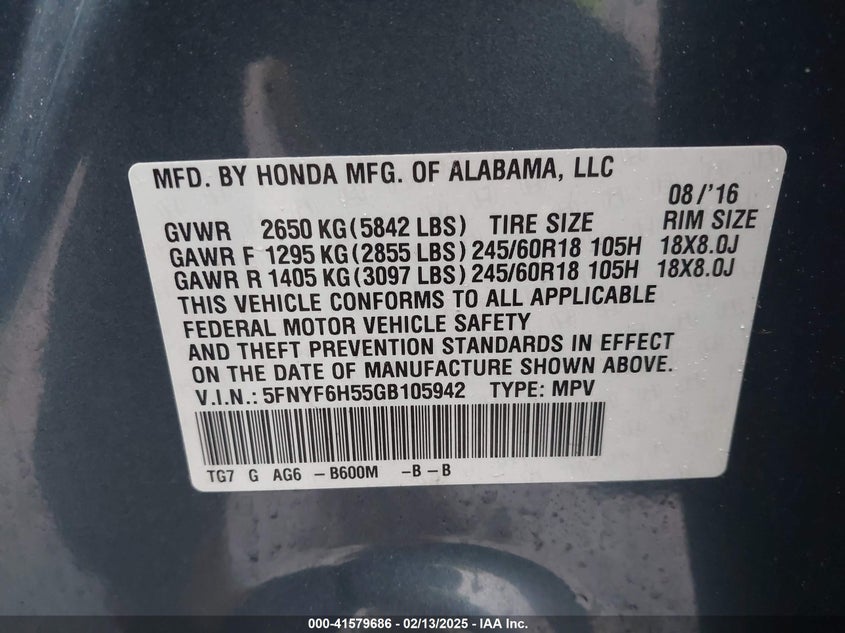 MFD. BY HONDA MFG. OF ALABAMA, LLC
08/'16
GVWR 2650 KG(5842 LBS) TIRE SIZE RIM SIZE
GAWR F 1295 KG(2855 LBS) 245/60R18 105H 18X8.0J
GAWR R 1405 KG(3097 LBS) 245/60R18 105H 18X8.0J
THIS VEHICLE CONFORMS TO ALL APPLICABLE
FEDERAL MOTOR VEHICLE SAFETY
AND THEFT PREVENTION STANDARDS IN EFFECT
ON THE DATE OF MANUFACTURE SHOWN ABOVE.
V.I.N.: 5FNYF6H55GB105942 TYPE: MPV
TG7 G AG6 – B600M –B – B
000-41579686 - 02/13/2025 - IAA Inc.